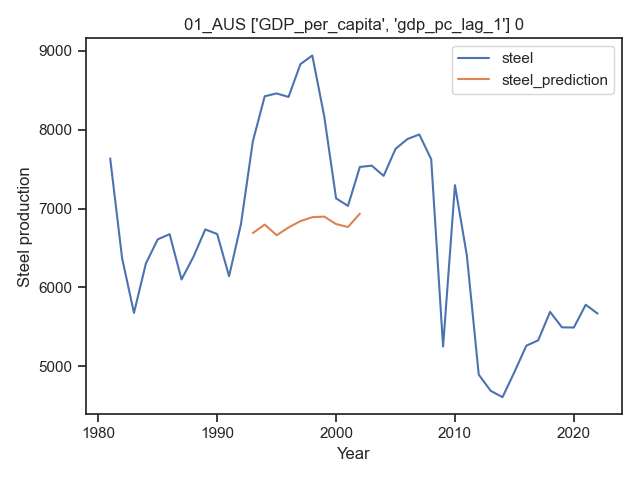 01_AUS ['GDP_per_capita', 'gdp_pc_lag_1'] 0
steel
steel_prediction
9000
8000
7000
6000
5000
Steel production
1980
1990
2000
2010
2020
Year